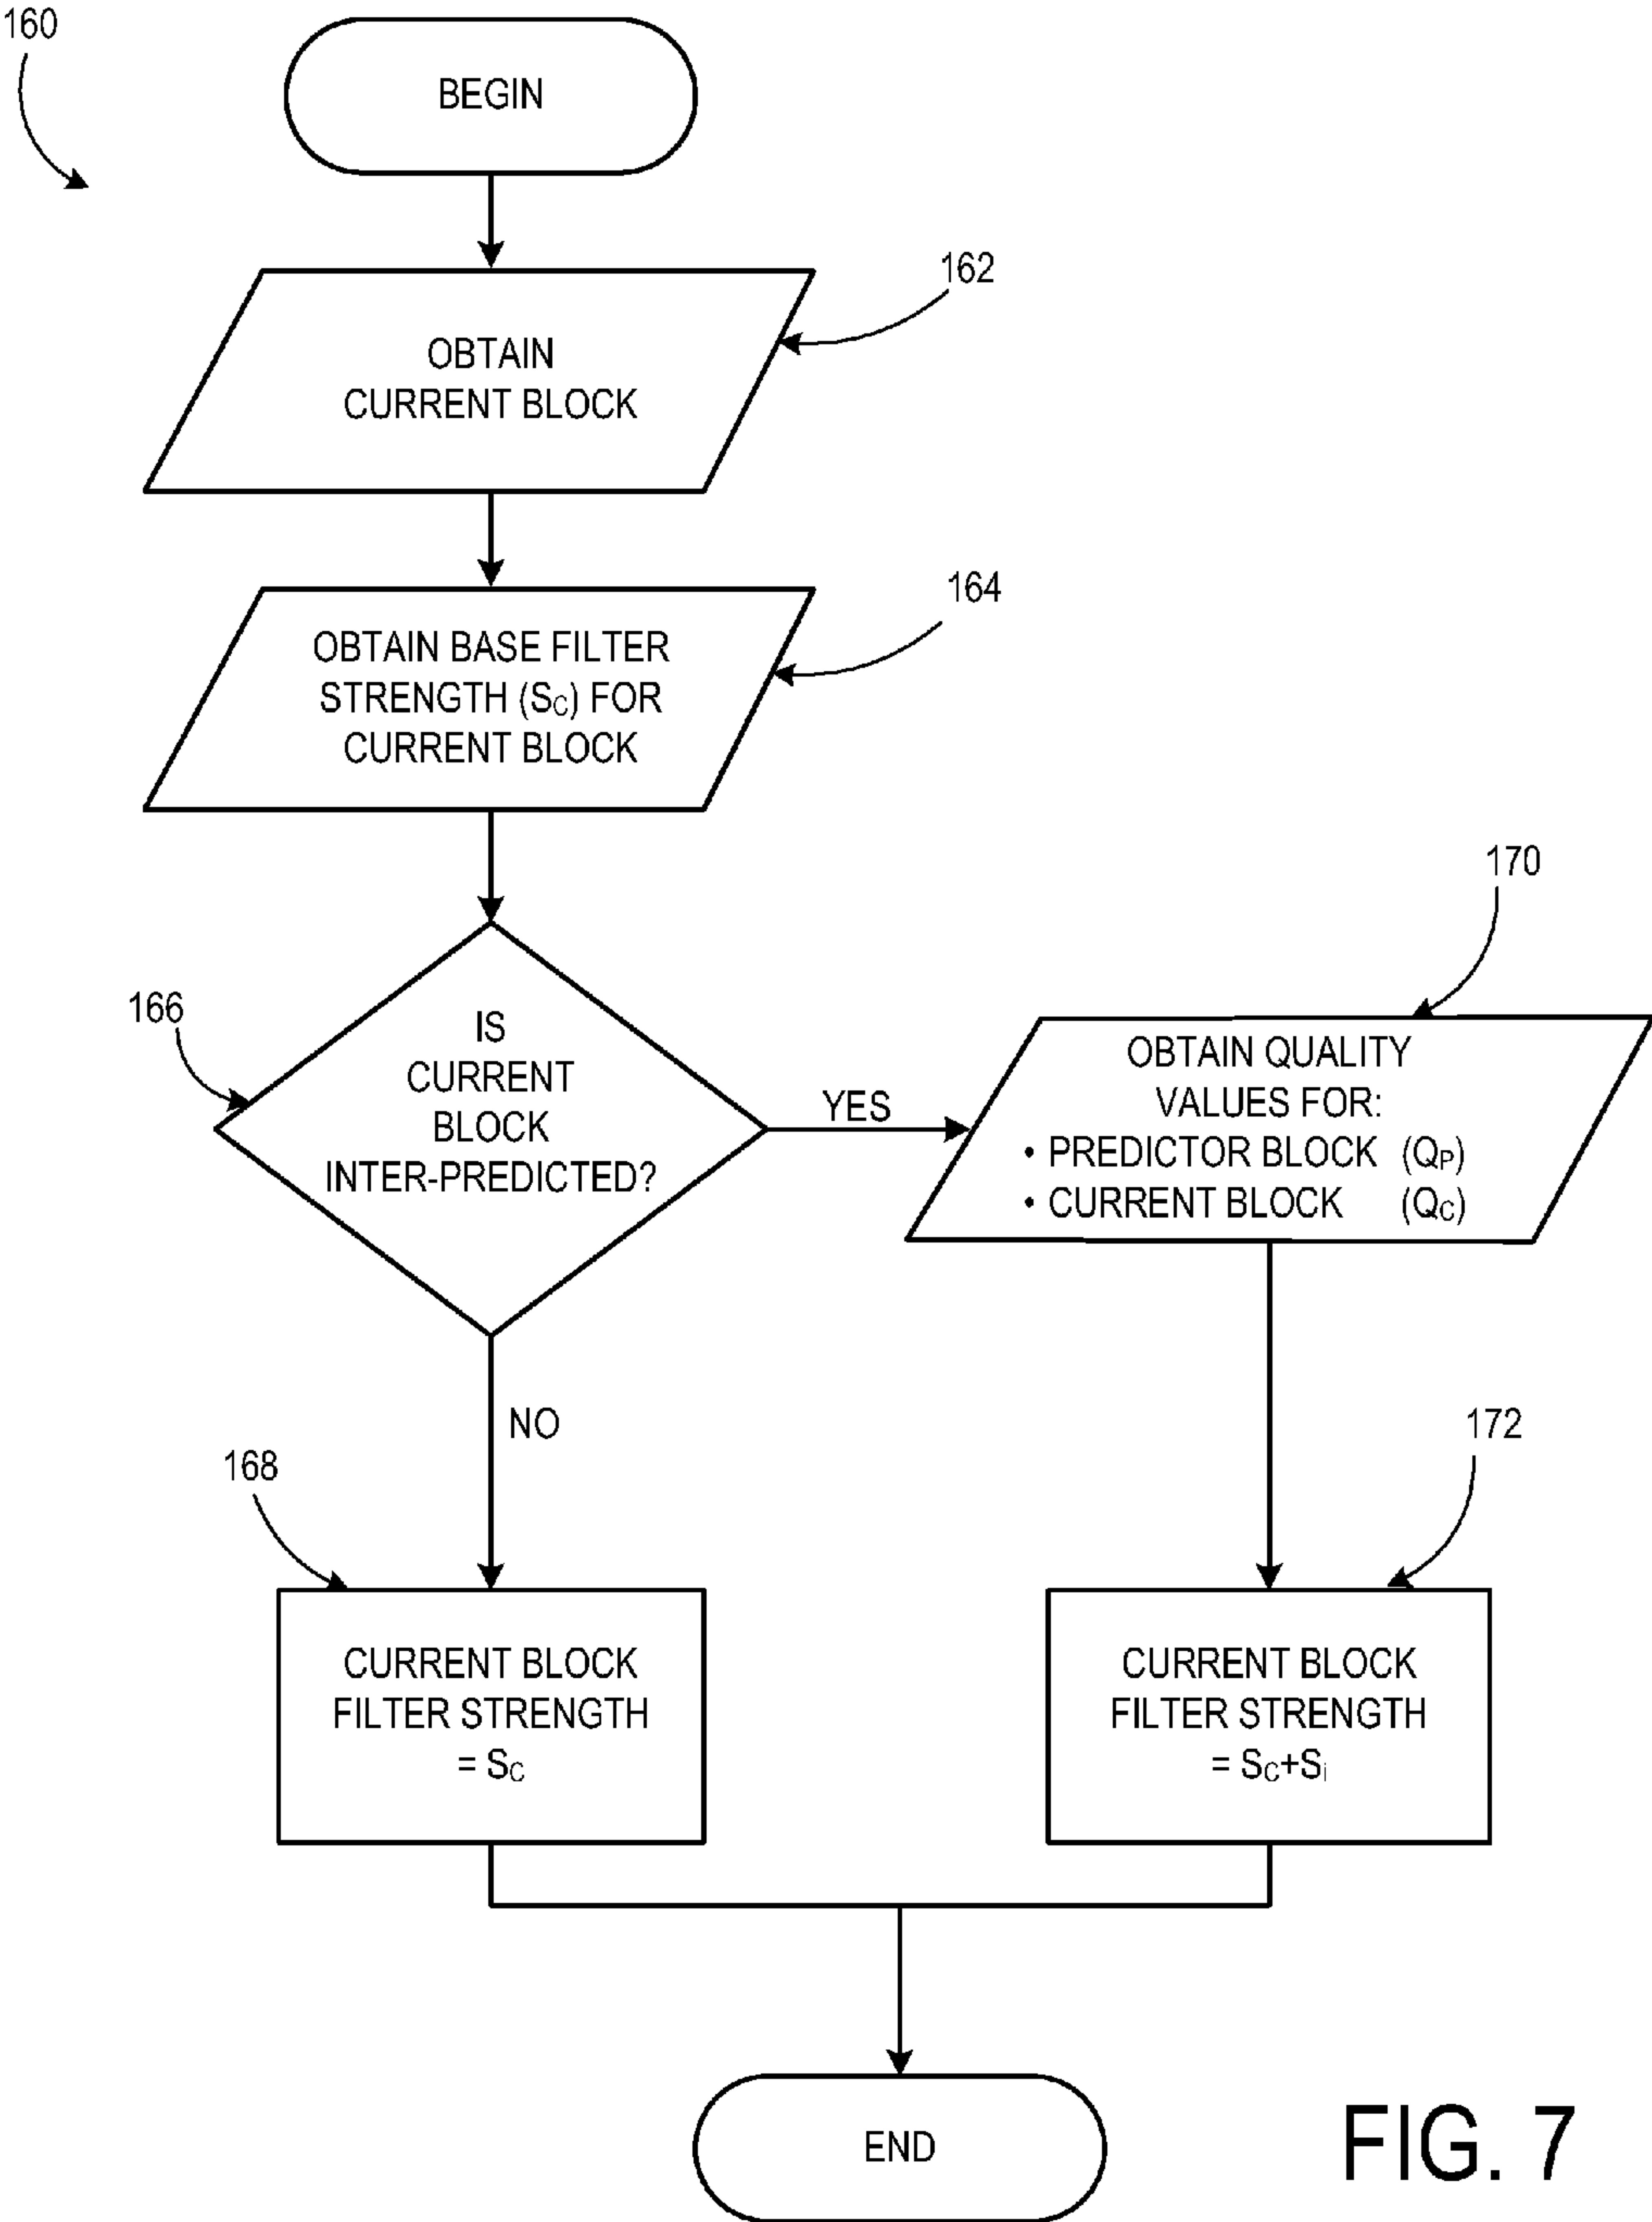 160
BEGIN
162
OBTAIN
CURRENT BLOCK
164
OBTAIN BASE FILTER
STRENGTH (SC) FOR
CURRENT BLOCK
166
IS
CURRENT
BLOCK
INTER-PREDICTED?
YES
170
OBTAIN QUALITY
VALUES FOR:
• PREDICTOR BLOCK (QP)
• CURRENT BLOCK (QC)
NO
168
CURRENT BLOCK
FILTER STRENGTH
= SC
172
CURRENT BLOCK
FILTER STRENGTH
= SC+Si
END
FIG. 7